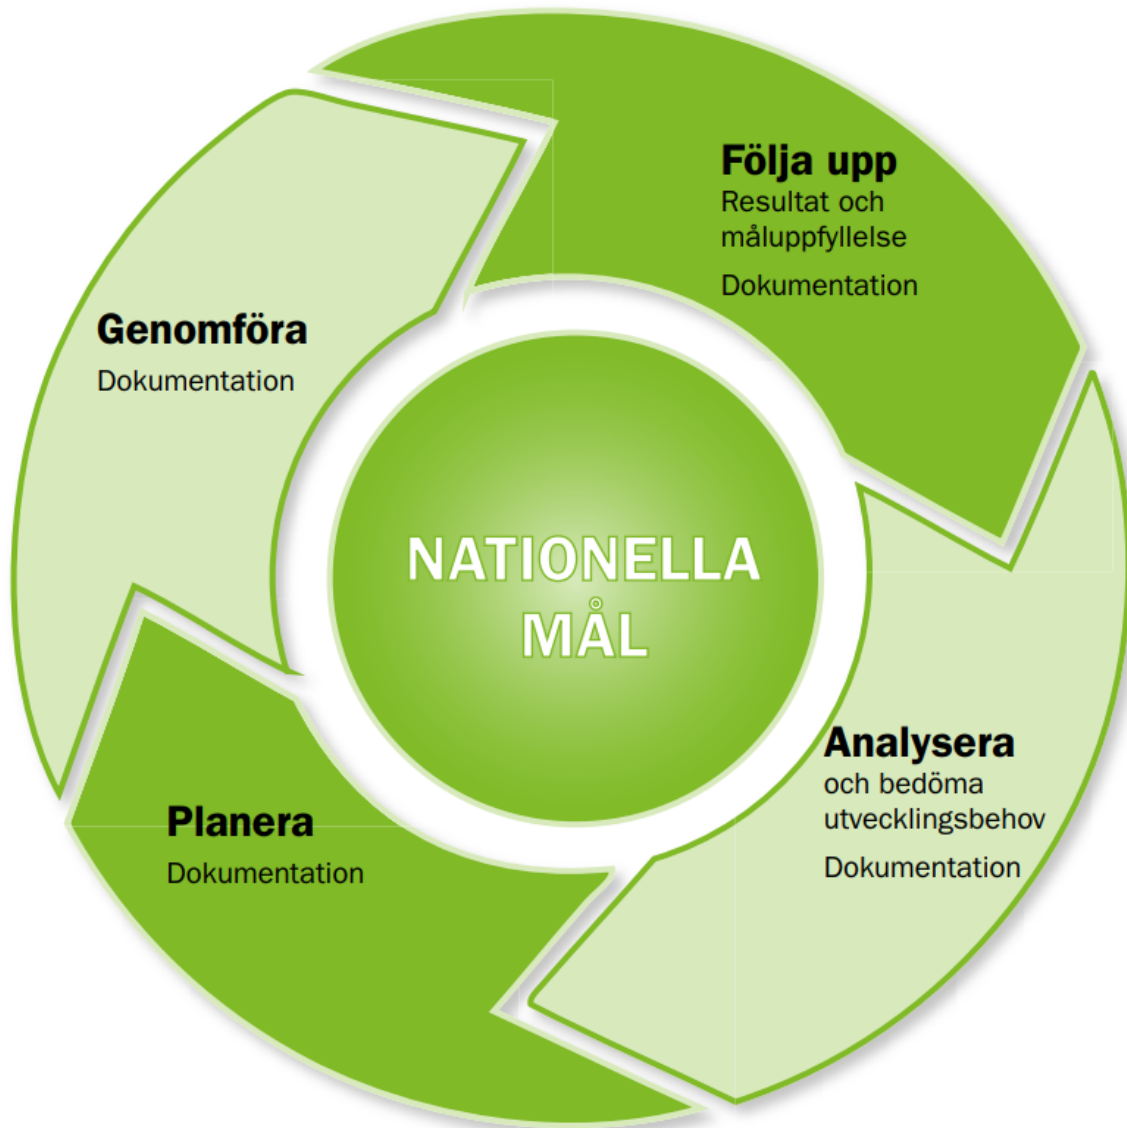 Följa upp
Resultat och
måluppfyllelse
Dokumentation
Genomföra
Dokumentation
NATIONELLA
MÅL
Analysera
och bedöma
utvecklingsbehov
Dokumentation
Planera
Dokumentation